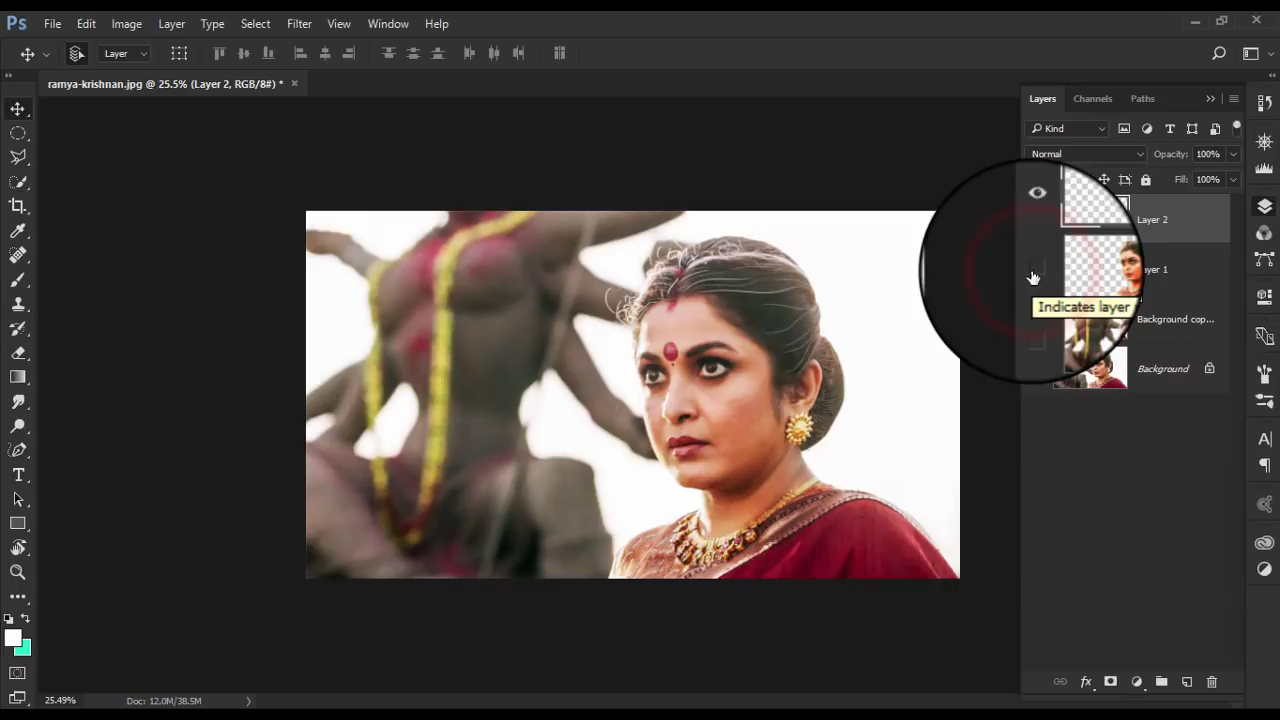 Ps File Edit Image Layer Type Select Filter View Window Help
Layer
ramya-krishnan.jpg @ 25.5% (Layer 2, RGB/8#) * ×
Layers Channels Paths
Kind
Normal Opacity: 100%
Fill: 100%
Layer 2
ayer 1
Indicates layer
Background cop...
Background
25.49% Doc: 12.0M/38.5M